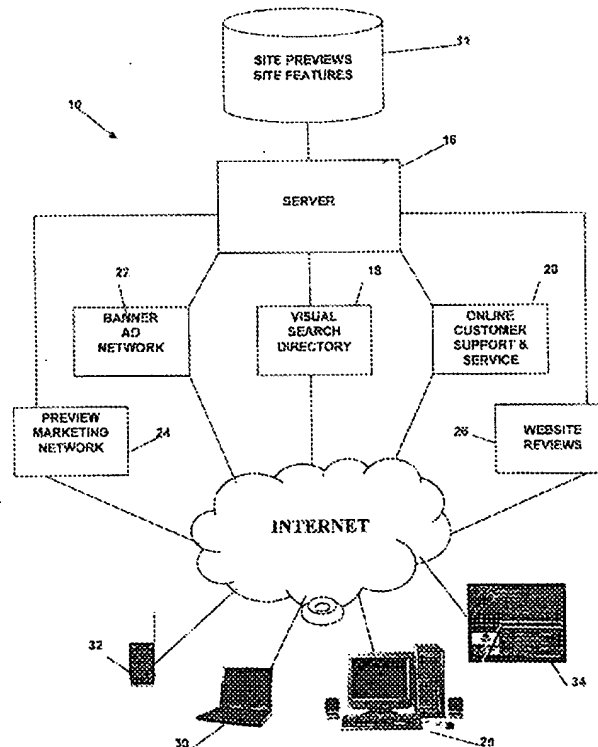 SITE PREVIEWS
SITE FEATURES
10
16
SERVER
22
18
20
BANNER
AD
NETWORK
VISUAL
SEARCH
DIRECTORY
ONLINE
CUSTOMER
SUPPORT &
SERVICE
PREVIEW
MARKETING
NETWORK
24
26
WEBSITE
REVIEWS
INTERNET
32
34
30